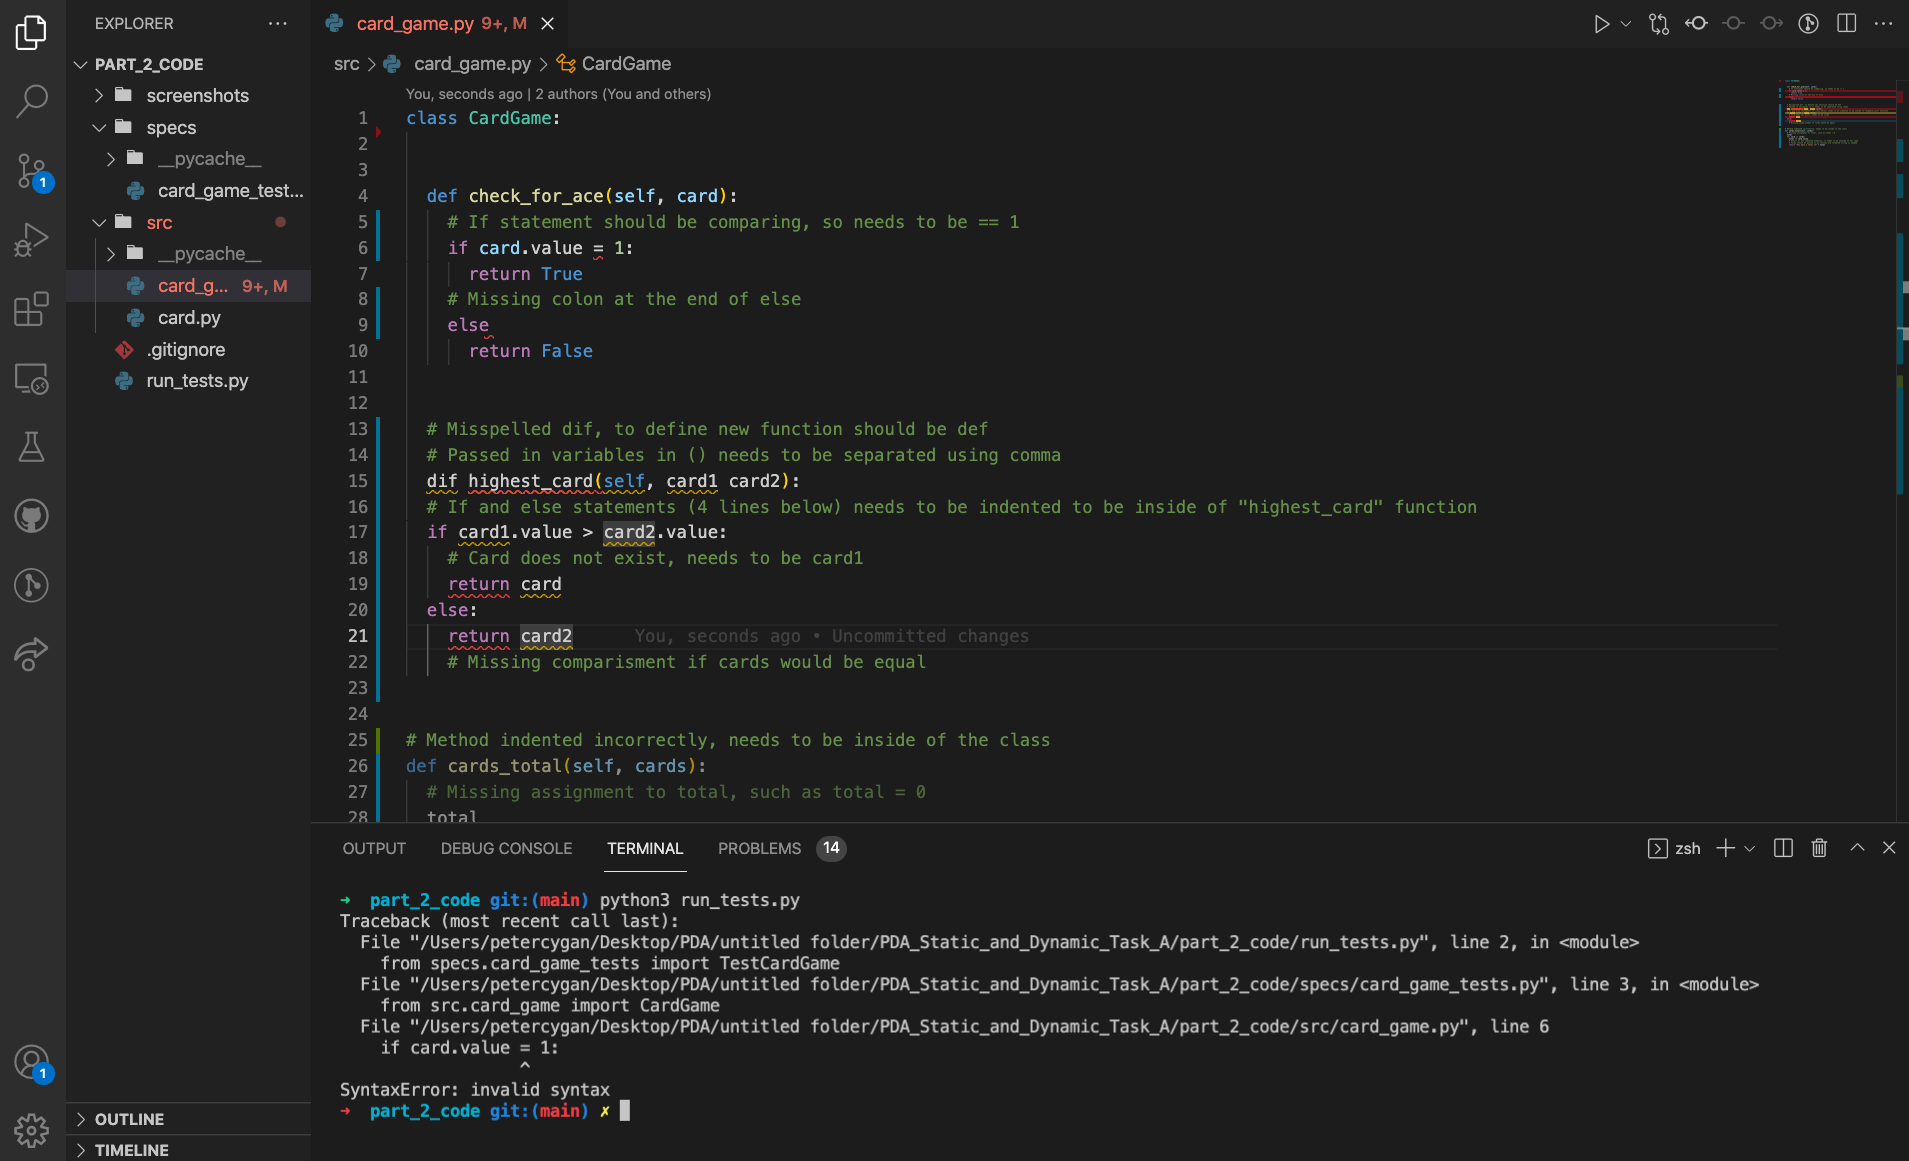 EXPLORER
PART_2_CODE
screenshots
specs
__pycache__
card_game_test...
src
__pycache__
card_g... 9+, M
card.py
.gitignore
run_tests.py
OUTLINE
TIMELINE
1
1
card_game.py 9+, M
src > card_game.py > CardGame
You, seconds ago | 2 authors (You and others)
1 class CardGame:
2
3
4 def check_for_ace(self, card):
5 # If statement should be comparing, so needs to be == 1
6 if card.value = 1:
7 return True
8 # Missing colon at the end of else
9 else
10 return False
11
12
13 # Misspelled dif, to define new function should be def
14 # Passed in variables in () needs to be separated using comma
15 dif highest_card(self, card1 card2):
16 # If and else statements (4 lines below) needs to be indented to be inside of "highest_card" function
17 if card1.value > card2.value:
18 # Card does not exist, needs to be card1
19 return card
20 else:
21 return card2 You, seconds ago • Uncommitted changes
22 # Missing comparisment if cards would be equal
23
24
25 # Method indented incorrectly, needs to be inside of the class
26 def cards_total(self, cards):
27 # Missing assignment to total, such as total = 0
28 total
OUTPUT DEBUG CONSOLE TERMINAL PROBLEMS 14 zsh
→ part_2_code git:(main) python3 run_tests.py
Traceback (most recent call last):
File "/Users/petercygan/Desktop/PDA/untitled folder/PDA_Static_and_Dynamic_Task_A/part_2_code/run_tests.py", line 2, in <module>
from specs.card_game_tests import TestCardGame
File "/Users/petercygan/Desktop/PDA/untitled folder/PDA_Static_and_Dynamic_Task_A/part_2_code/specs/card_game_tests.py", line 3, in <module>
from src.card_game import CardGame
File "/Users/petercygan/Desktop/PDA/untitled folder/PDA_Static_and_Dynamic_Task_A/part_2_code/src/card_game.py", line 6
if card.value = 1:
^
SyntaxError: invalid syntax
→ part_2_code git:(main) ✗